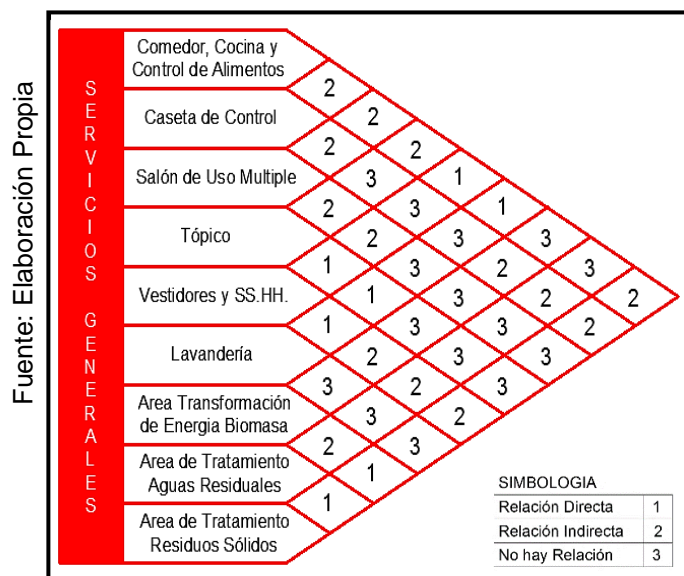 Fuente: Elaboración Propia
SERVICIOS GENERALES
Comedor, Cocina y
Control de Alimentos
Caseta de Control
Salón de Uso Multiple
Tópico
Vestidores y SS.HH.
Lavandería
Area Transformación
de Energia Biomasa
Area de Tratamiento
Aguas Residuales
Area de Tratamiento
Residuos Sólidos
2
2
2 2
3 1
2 3 1
2 3 3
1 3 2 3
1 3 2 2
1 3 3 2
2 3 3
3 2 3
3 2
2 3
1
1
SIMBOLOGIA
Relación Directa 1
Relación Indirecta 2
No hay Relación 3